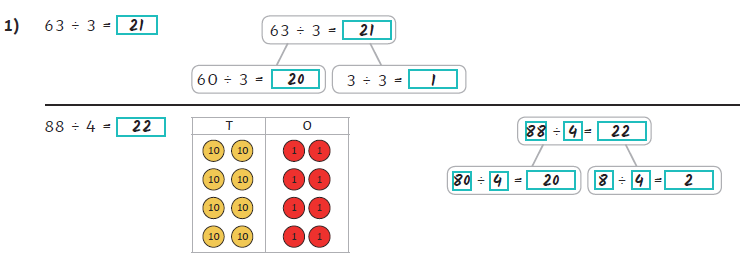 1) 63 ÷ 3 = 21
63 ÷ 3 = 21
60 ÷ 3 = 20
3 ÷ 3 = 1
88 ÷ 4 = 22
T O
10 10 1 1
10 10 1 1
10 10 1 1
10 10 1 1
88 ÷ 4 = 22
80 ÷ 4 = 20
8 ÷ 4 = 2